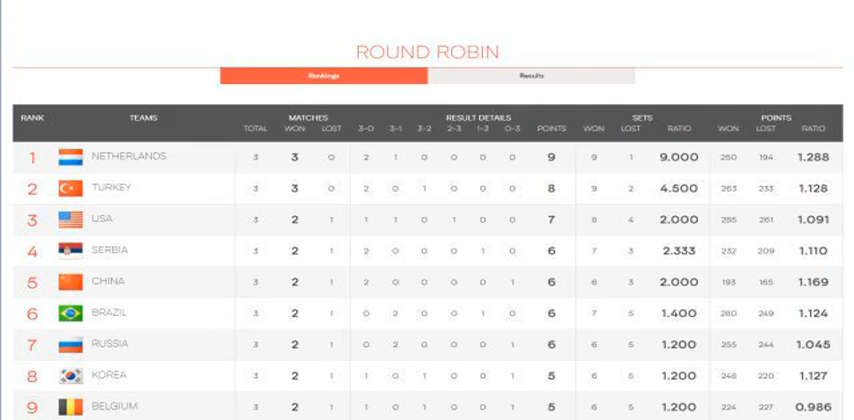 ROUND ROBIN
Rankings Results
RANK TEAMS MATCHES RESULT DETAILS SETS POINTS
TOTAL WON LOST 3-0 3-1 3-2 2-3 1-3 0-3 POINTS WON LOST RATIO WON LOST RATIO
1 NETHERLANDS 3 3 0 2 1 0 0 0 0 9 9 1 9.000 250 194 1.288
2 TURKEY 3 3 0 2 0 1 0 0 0 8 9 2 4.500 263 233 1.128
3 USA 3 2 1 1 1 0 1 0 0 7 8 4 2.000 285 261 1.091
4 SERBIA 3 2 1 2 0 0 0 1 0 6 7 3 2.333 232 209 1.110
5 CHINA 3 2 1 2 0 0 0 0 1 6 6 3 2.000 193 165 1.169
6 BRAZIL 3 2 1 0 2 0 0 1 0 6 7 5 1.400 280 249 1.124
7 RUSSIA 3 2 1 0 2 0 0 0 1 6 6 5 1.200 255 244 1.045
8 KOREA 3 2 1 1 0 1 0 0 1 5 6 5 1.200 248 220 1.127
9 BELGIUM 3 2 1 1 0 1 0 0 1 5 6 5 1.200 224 227 0.986